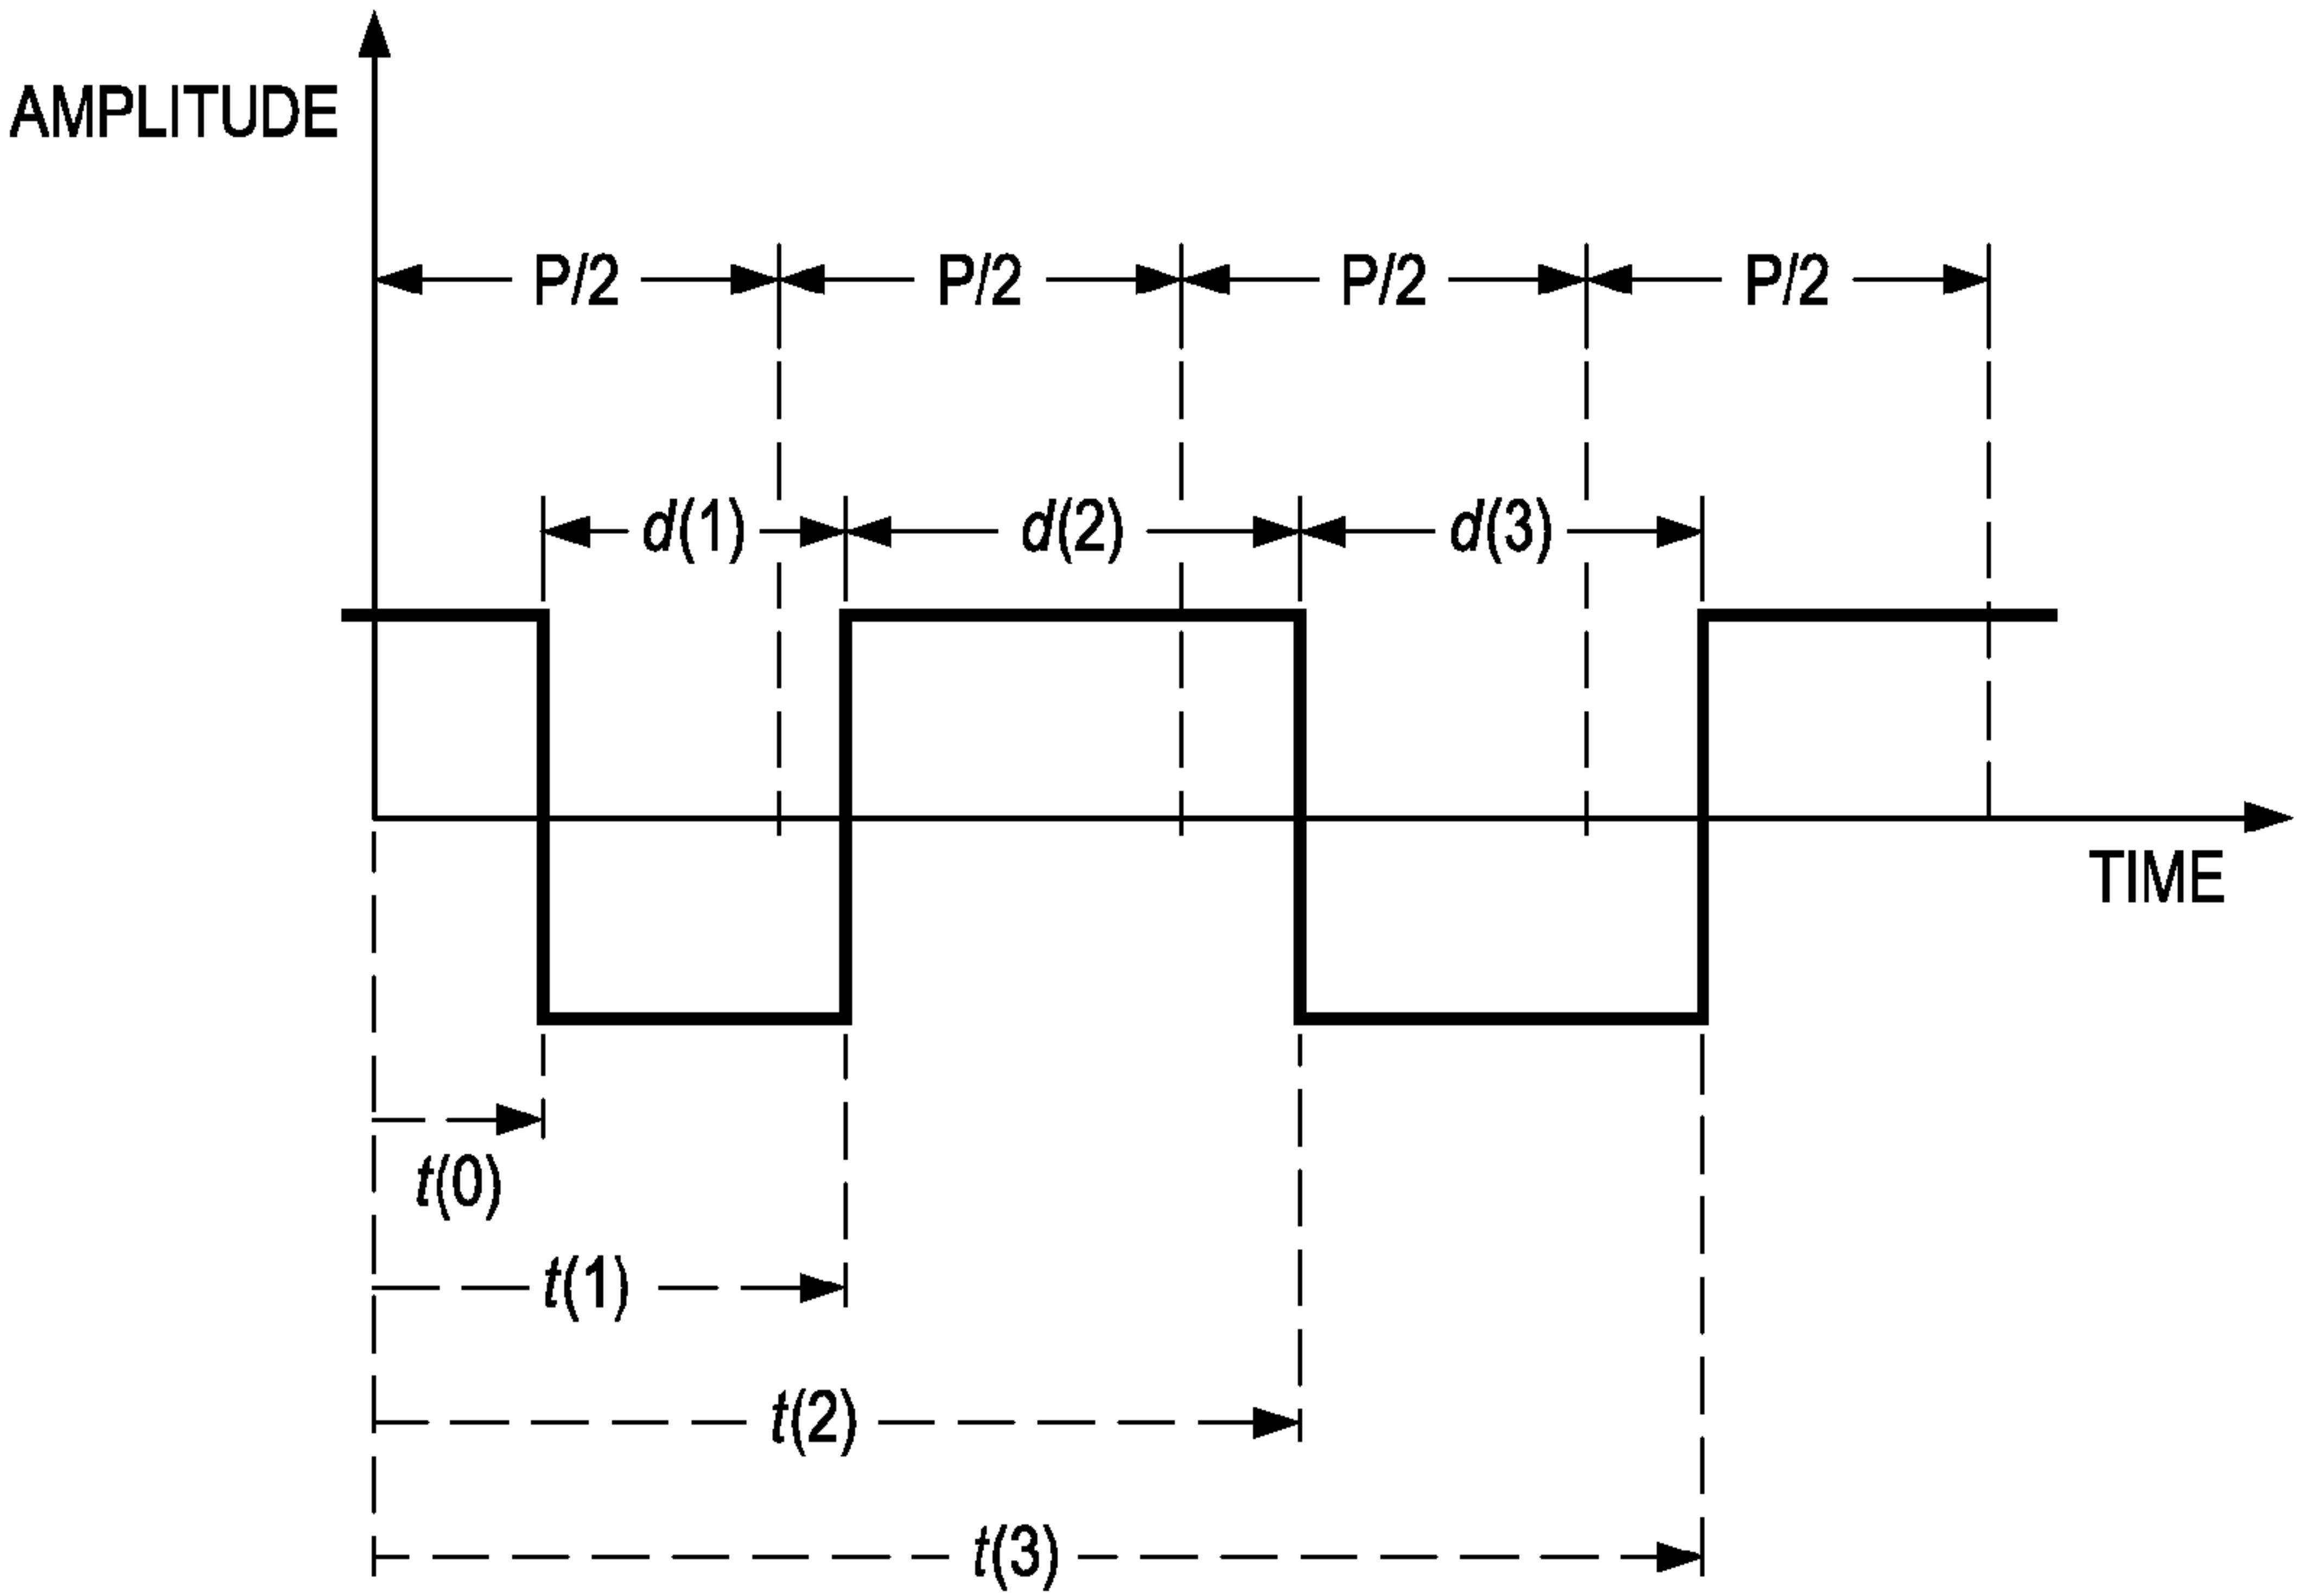 AMPLITUDE
P/2 P/2 P/2 P/2
d(1) d(2) d(3)
TIME
t(0)
t(1)
t(2)
t(3)